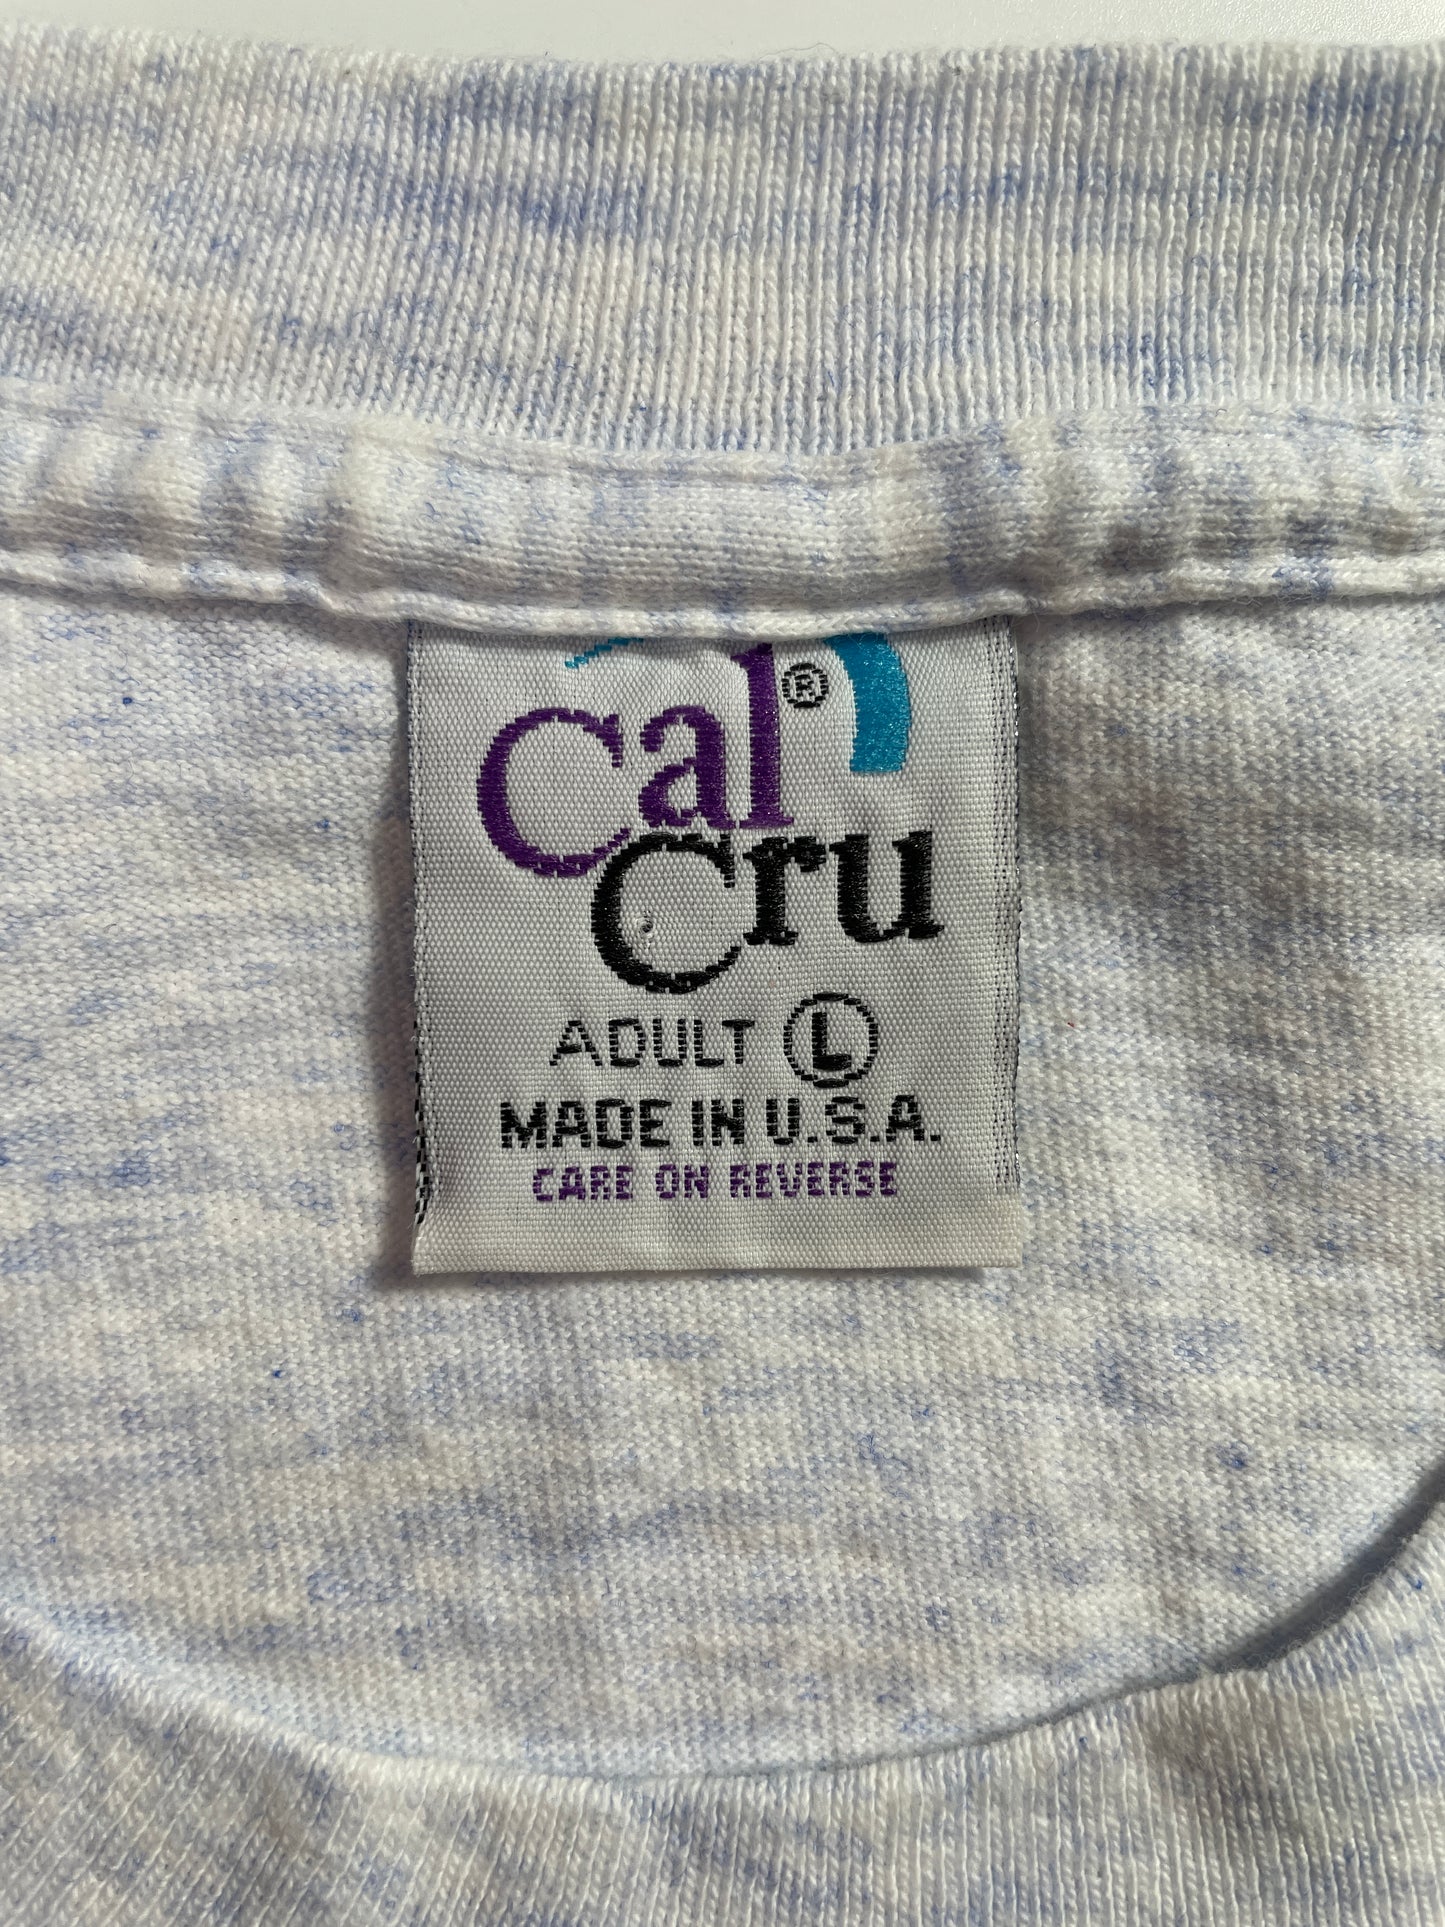 Cal®
Cru
ADULT L
MADE IN U.S.A.
CARE ON REVERSE